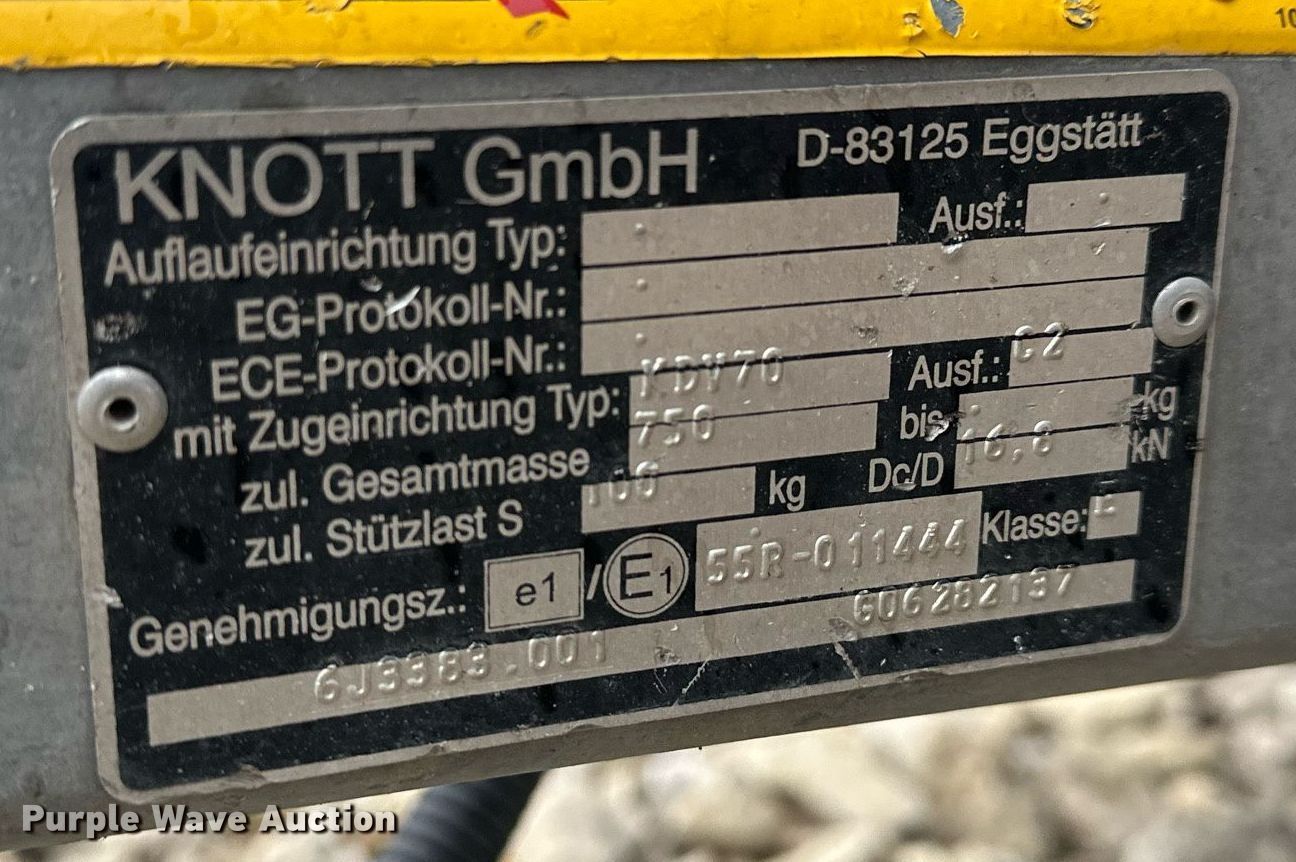 10
KNOTT GmbH D-83125 Eggstätt
Auflaufeinrichtung Typ: . Ausf.: .
EG-Protokoll-Nr.: .
ECE-Protokoll-Nr.: .
mit Zugeinrichtung Typ: KDV70 Ausf.: C2
zul. Gesamtmasse 750 bis . kg
zul. Stützlast S 100 kg Dc/D 16,8 kN
Genehmigungsz.: e1 / E1 55R-011444 Klasse: E
6J3383.001 G06282137
Purple Wave Auction